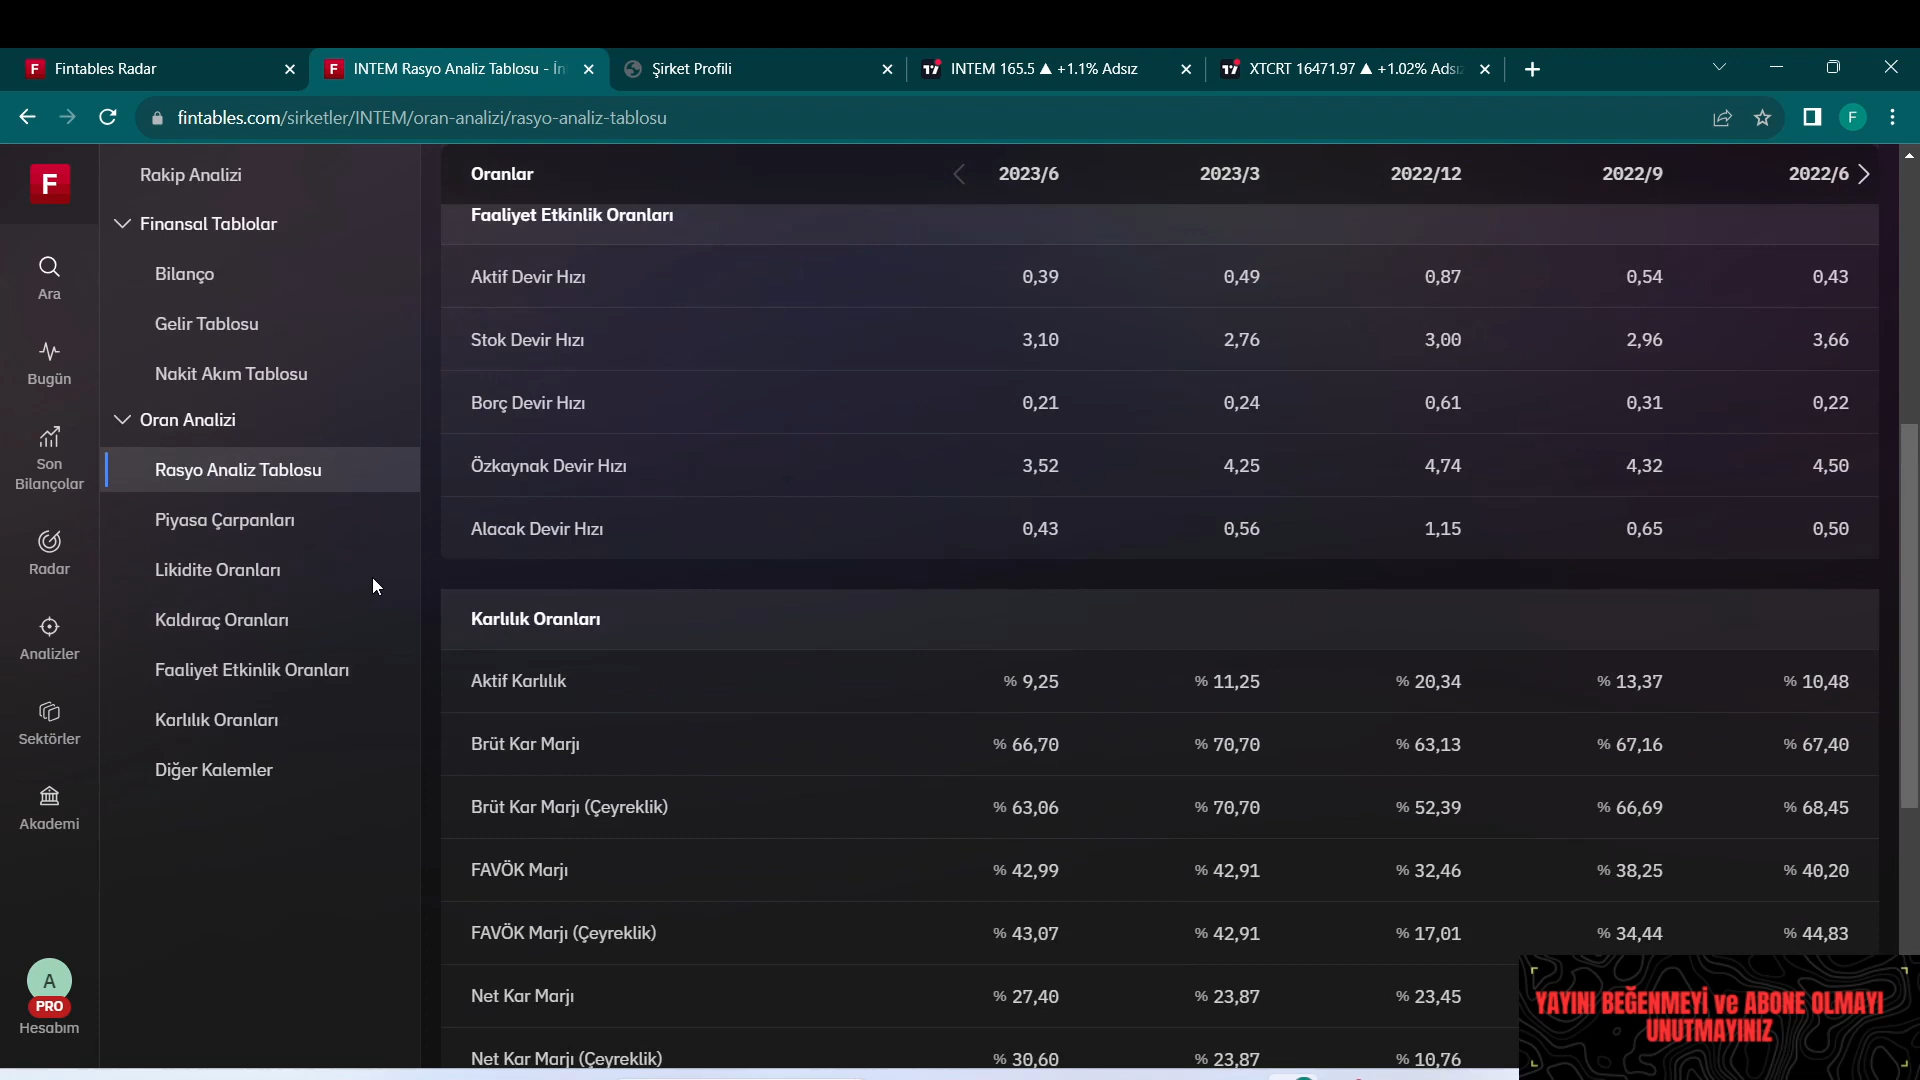 Fintables Radar
INTEM Rasyo Analiz Tablosu - İn
Şirket Profili
INTEM 165.5 ▲ +1.1% Adsız
XTCRT 16471.97 ▲ +1.02% Adsız
fintables.com/sirketler/INTEM/oran-analizi/rasyo-analiz-tablosu
F
F
Ara
Bugün
Son
Bilançolar
Radar
Analizler
Sektörler
Akademi
A
PRO
Hesabım
Rakip Analizi
Finansal Tablolar
Bilanço
Gelir Tablosu
Nakit Akım Tablosu
Oran Analizi
Rasyo Analiz Tablosu
Piyasa Çarpanları
Likidite Oranları
Kaldıraç Oranları
Faaliyet Etkinlik Oranları
Karlılık Oranları
Diğer Kalemler
Oranlar 2023/6 2023/3 2022/12 2022/9 2022/6
Faaliyet Etkinlik Oranları
Aktif Devir Hızı 0,39 0,49 0,87 0,54 0,43
Stok Devir Hızı 3,10 2,76 3,00 2,96 3,66
Borç Devir Hızı 0,21 0,24 0,61 0,31 0,22
Özkaynak Devir Hızı 3,52 4,25 4,74 4,32 4,50
Alacak Devir Hızı 0,43 0,56 1,15 0,65 0,50
Karlılık Oranları
Aktif Karlılık % 9,25 % 11,25 % 20,34 % 13,37 % 10,48
Brüt Kar Marjı % 66,70 % 70,70 % 63,13 % 67,16 % 67,40
Brüt Kar Marjı (Çeyreklik) % 63,06 % 70,70 % 52,39 % 66,69 % 68,45
FAVÖK Marjı % 42,99 % 42,91 % 32,46 % 38,25 % 40,20
FAVÖK Marjı (Çeyreklik) % 43,07 % 42,91 % 17,01 % 34,44 % 44,83
Net Kar Marjı % 27,40 % 23,87 % 23,45
Net Kar Marjı (Çeyreklik) % 30,60 % 23,87 % 10,76
YAYINI BEĞENMEYİ ve ABONE OLMAYI
UNUTMAYINIZ